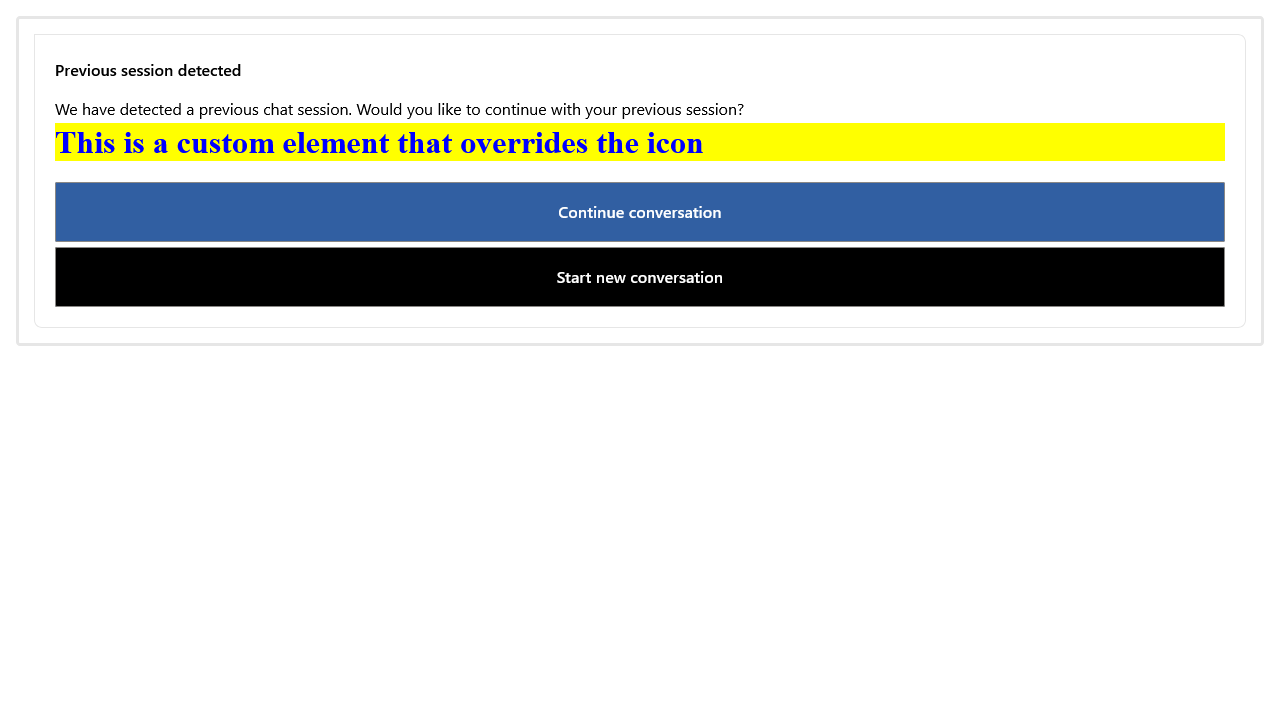 Previous session detected
We have detected a previous chat session. Would you like to continue with your previous session?
This is a custom element that overrides the icon
Continue conversation
Start new conversation